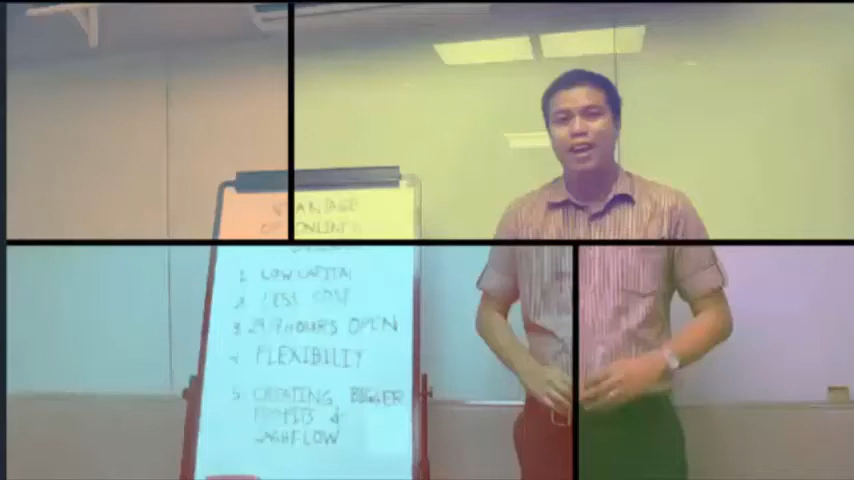 VANTAGE
OF ONLINE
1 LOW CAPITAL
2 LESS COST
3 24/7 HOURS OPEN
4 FLEXIBILITY
5 CREATING BIGGER
PROFITS &
CASHFLOW